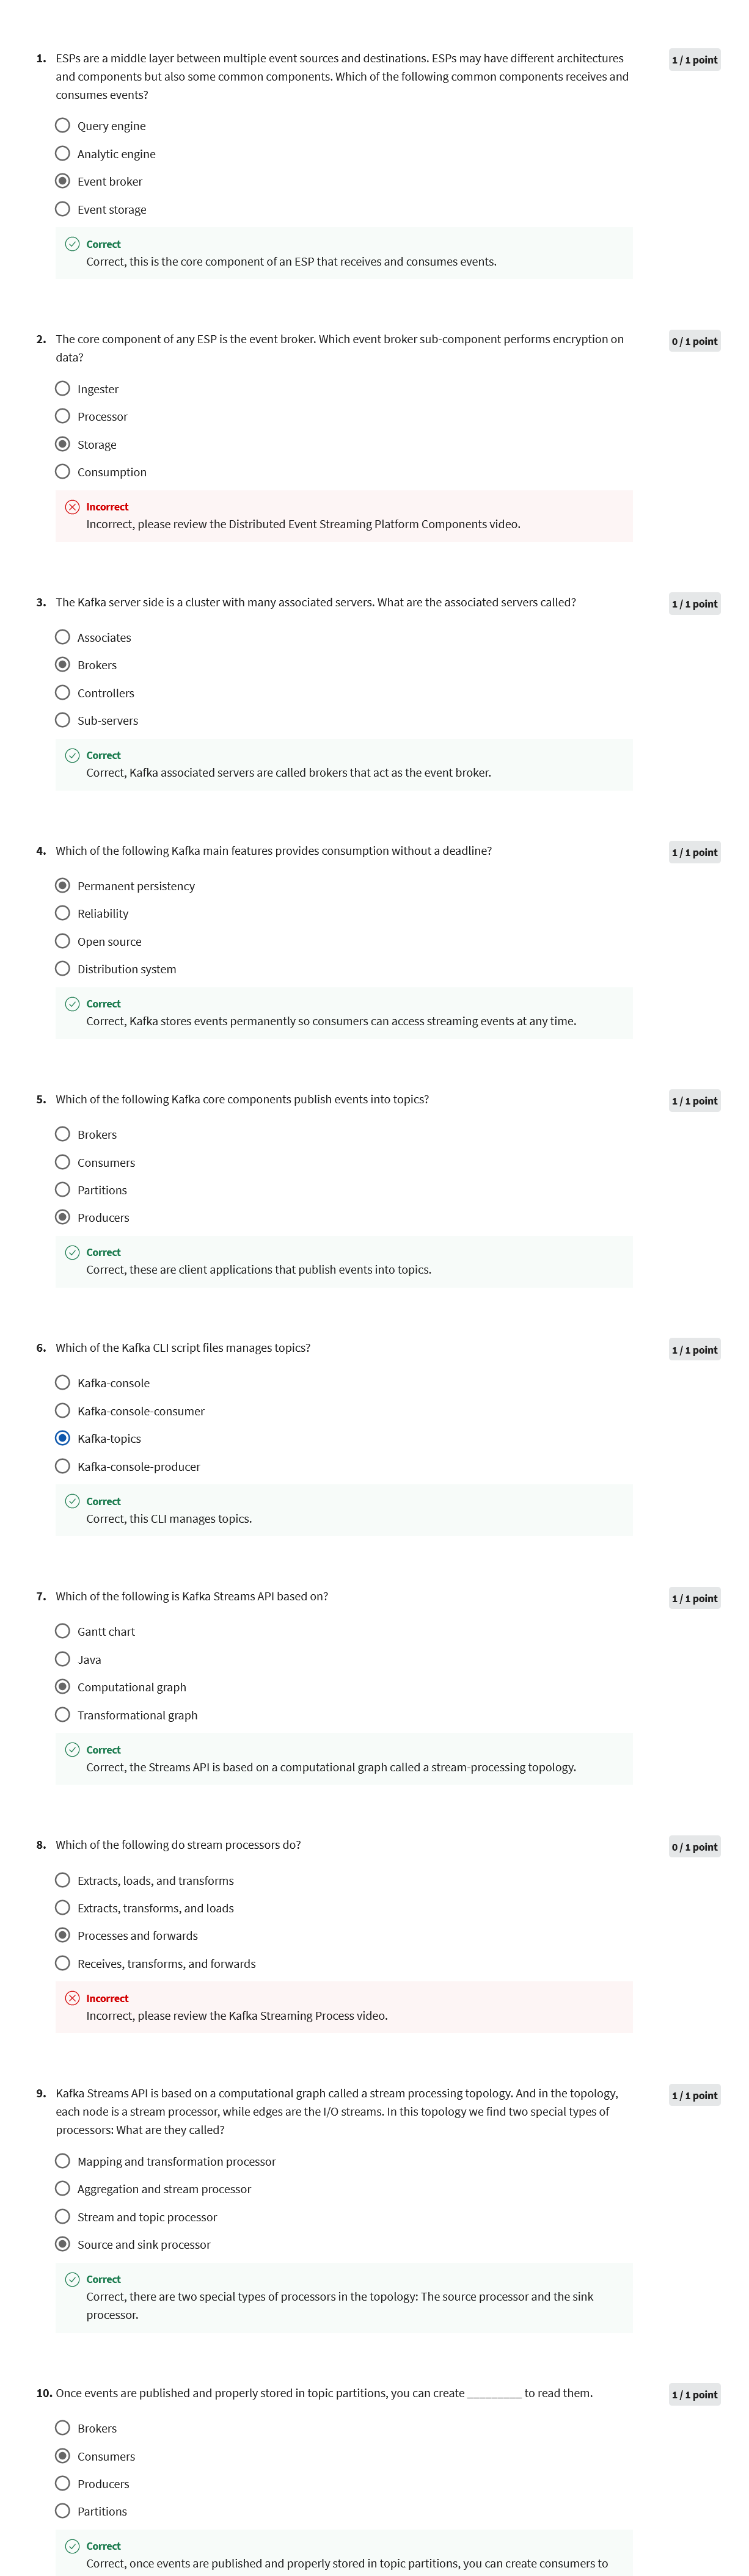 1. ESPs are a middle layer between multiple event sources and destinations. ESPs may have different architectures
1 / 1 point
and components but also some common components. Which of the following common components receives and
consumes events?
Query engine
Analytic engine
Event broker
Event storage
Correct
Correct, this is the core component of an ESP that receives and consumes events.
2. The core component of any ESP is the event broker. Which event broker sub-component performs encryption on
0 / 1 point
data?
Ingester
Processor
Storage
Consumption
Incorrect
Incorrect, please review the Distributed Event Streaming Platform Components video.
3. The Kafka server side is a cluster with many associated servers. What are the associated servers called?
1 / 1 point
Associates
Brokers
Controllers
Sub-servers
Correct
Correct, Kafka associated servers are called brokers that act as the event broker.
4. Which of the following Kafka main features provides consumption without a deadline?
1 / 1 point
Permanent persistency
Reliability
Open source
Distribution system
Correct
Correct, Kafka stores events permanently so consumers can access streaming events at any time.
5. Which of the following Kafka core components publish events into topics?
1 / 1 point
Brokers
Consumers
Partitions
Producers
Correct
Correct, these are client applications that publish events into topics.
6. Which of the Kafka CLI script files manages topics?
1 / 1 point
Kafka-console
Kafka-console-consumer
Kafka-topics
Kafka-console-producer
Correct
Correct, this CLI manages topics.
7. Which of the following is Kafka Streams API based on?
1 / 1 point
Gantt chart
Java
Computational graph
Transformational graph
Correct
Correct, the Streams API is based on a computational graph called a stream-processing topology.
8. Which of the following do stream processors do?
0 / 1 point
Extracts, loads, and transforms
Extracts, transforms, and loads
Processes and forwards
Receives, transforms, and forwards
Incorrect
Incorrect, please review the Kafka Streaming Process video.
9. Kafka Streams API is based on a computational graph called a stream processing topology. And in the topology,
1 / 1 point
each node is a stream processor, while edges are the I/O streams. In this topology we find two special types of
processors: What are they called?
Mapping and transformation processor
Aggregation and stream processor
Stream and topic processor
Source and sink processor
Correct
Correct, there are two special types of processors in the topology: The source processor and the sink
processor.
10. Once events are published and properly stored in topic partitions, you can create _________ to read them.
1 / 1 point
Brokers
Consumers
Producers
Partitions
Correct
Correct, once events are published and properly stored in topic partitions, you can create consumers to